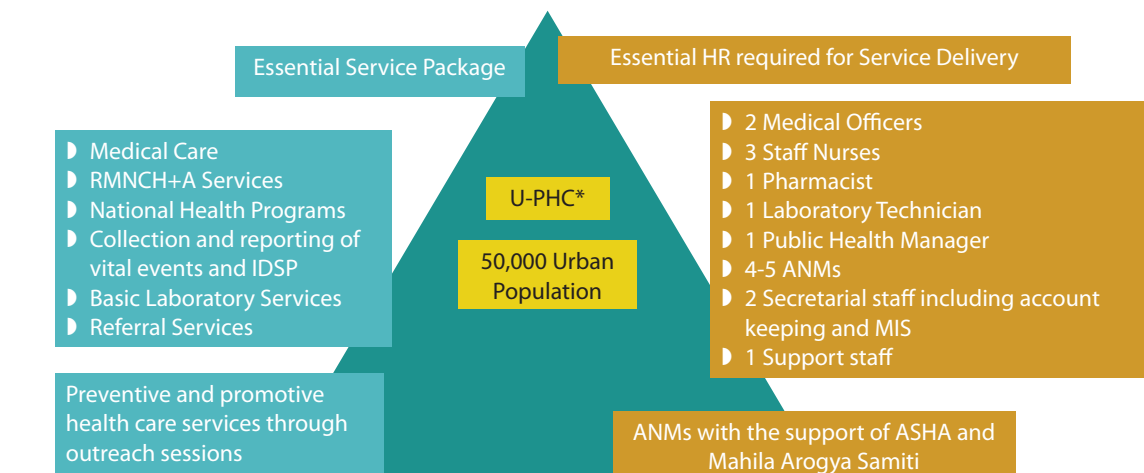 Essential Service Package
Essential HR required for Service Delivery
◗ Medical Care
◗ RMNCH+A Services
◗ National Health Programs
◗ Collection and reporting of
vital events and IDSP
◗ Basic Laboratory Services
◗ Referral Services
U-PHC*
50,000 Urban
Population
◗ 2 Medical Officers
◗ 3 Staff Nurses
◗ 1 Pharmacist
◗ 1 Laboratory Technician
◗ 1 Public Health Manager
◗ 4-5 ANMs
◗ 2 Secretarial staff including account
keeping and MIS
◗ 1 Support staff
Preventive and promotive
health care services through
outreach sessions
ANMs with the support of ASHA and
Mahila Arogya Samiti